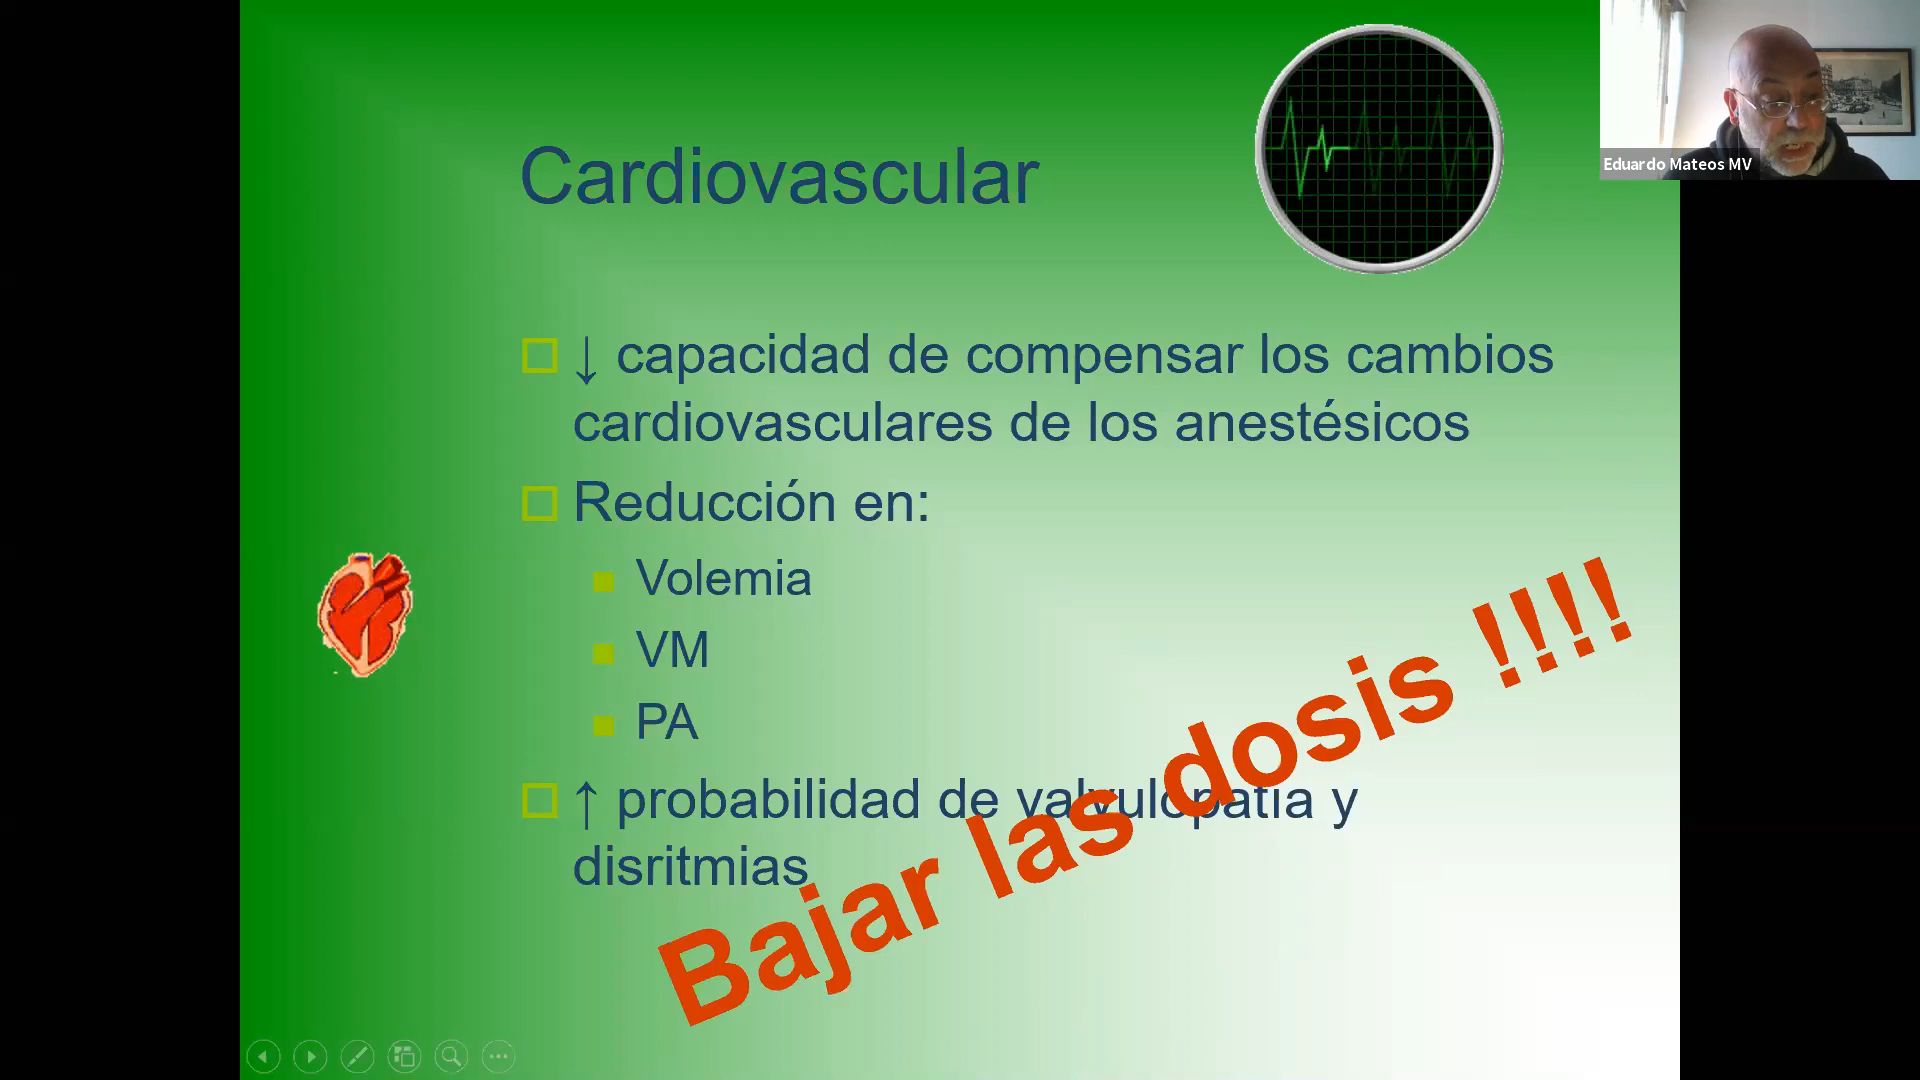 Cardiovascular
Eduardo Mateos MV
↓ capacidad de compensar los cambios
cardiovasculares de los anestésicos
Reducción en:
Volemia
VM
PA
↑ probabilidad de valvulopatía y
disritmias
Bajar las dosis !!!!